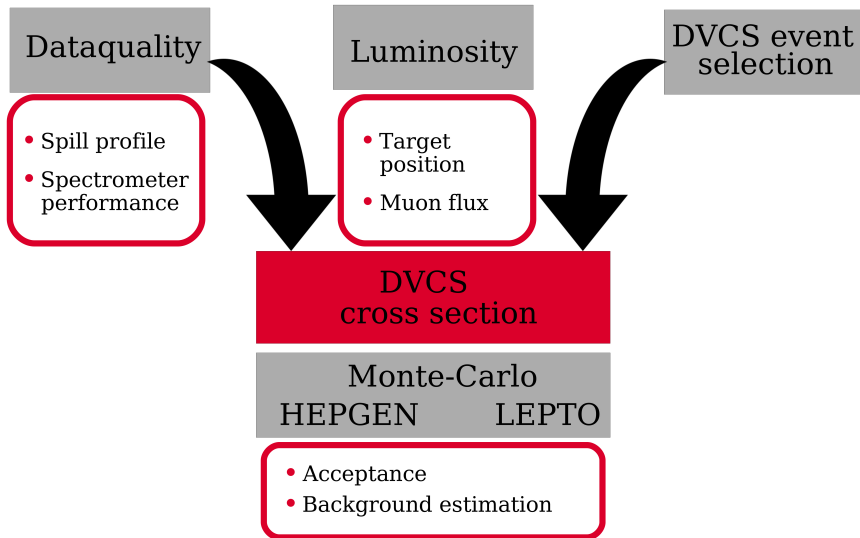 Dataquality
• Spill profile
• Spectrometer
performance
Luminosity
• Target
position
• Muon flux
DVCS event
selection
DVCS
cross section
Monte-Carlo
HEPGEN LEPTO
• Acceptance
• Background estimation